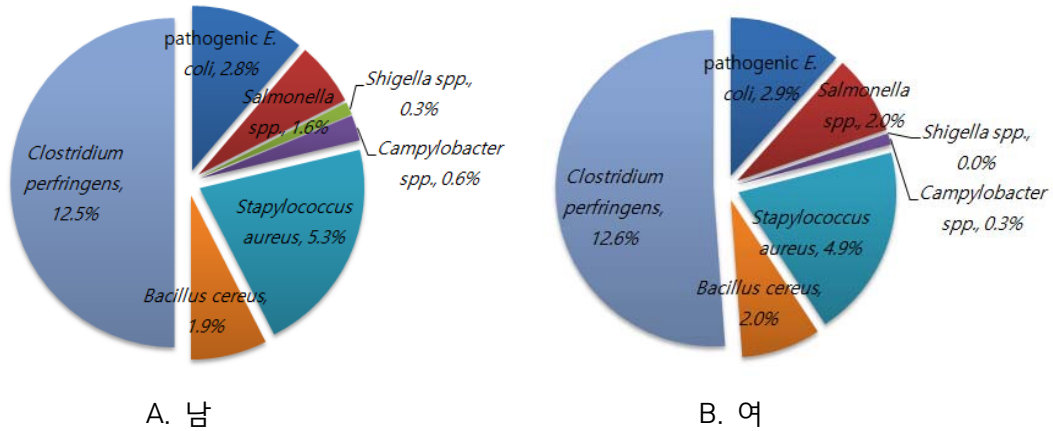 pathogenic E.
coli, 2.8%
Salmonella
spp., 1.6%
Shigella spp.,
0.3%
Campylobacter
spp., 0.6%
Stapylococcus
aureus, 5.3%
Bacillus cereus,
1.9%
Clostridium
perfringens,
12.5%
A. 남
pathogenic E.
coli, 2.9%
Salmonella
spp., 2.0%
Shigella spp.,
0.0%
Campylobacter
spp., 0.3%
Stapylococcus
aureus, 4.9%
Bacillus cereus,
2.0%
Clostridium
perfringens,
12.6%
B. 여